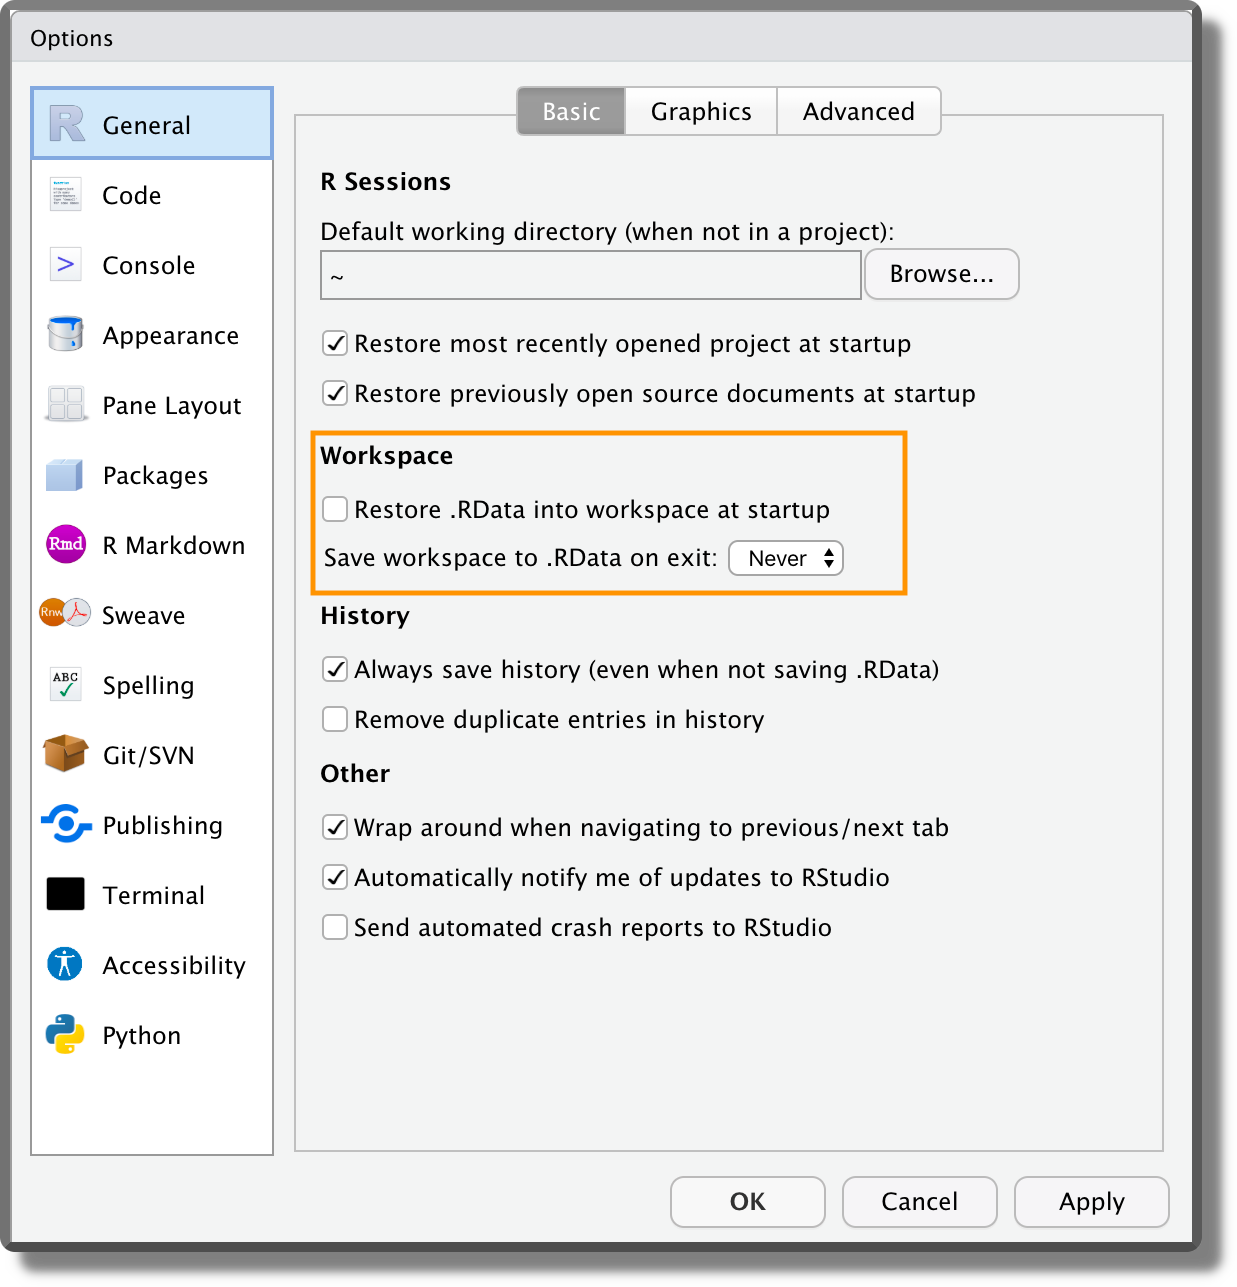 Options
General
Code
Console
Appearance
Pane Layout
Packages
Rmd
R Markdown
Rnw
Sweave
ABC
Spelling
Git/SVN
Publishing
Terminal
Accessibility
Python
Basic
Graphics
Advanced
R Sessions
Default working directory (when not in a project):
~
Browse...
Restore most recently opened project at startup
Restore previously open source documents at startup
Workspace
Restore .RData into workspace at startup
Save workspace to .RData on exit: Never
History
Always save history (even when not saving .RData)
Remove duplicate entries in history
Other
Wrap around when navigating to previous/next tab
Automatically notify me of updates to RStudio
Send automated crash reports to RStudio
OK
Cancel
Apply